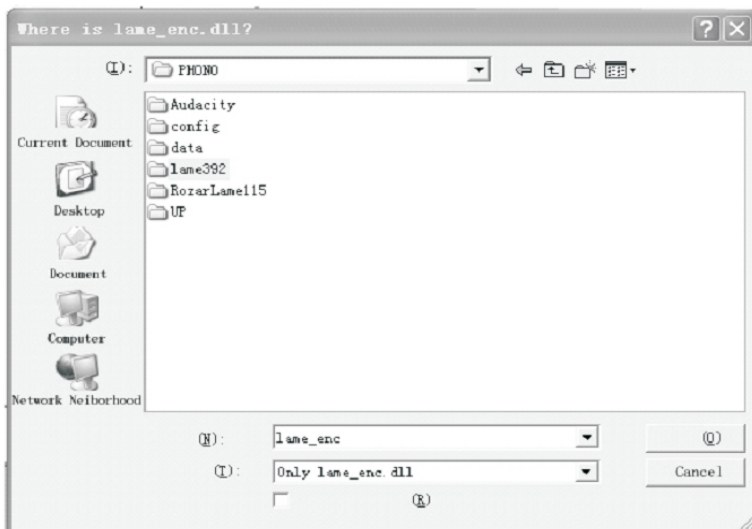 Where is lame_enc.dll?
(I): PHONO
Audacity
config
data
lame392
RozarLame115
UP
Current Document
Desktop
Document
Computer
Network Neiborhood
(N): lame_enc (O)
(T): Only lame_enc.dll Cancel
(R)